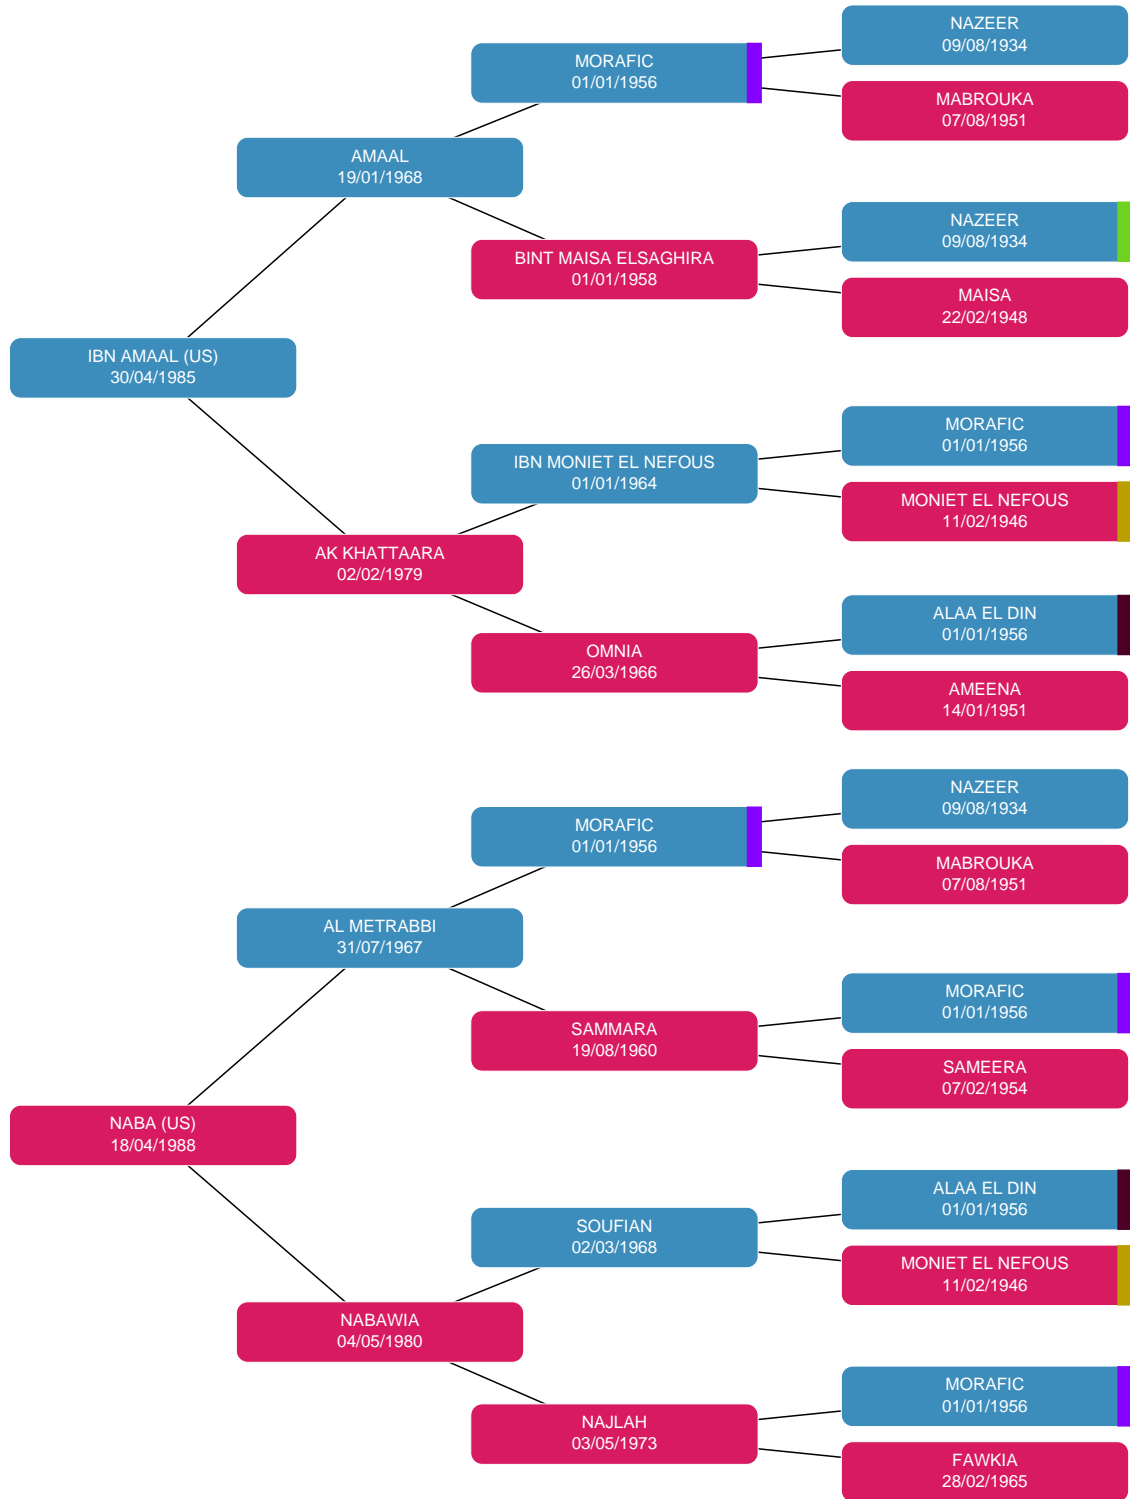 NAZEER
09/08/1934
MORAFIC
01/01/1956
MABROUKA
07/08/1951
AMAAL
19/01/1968
NAZEER
09/08/1934
BINT MAISA ELSAGHIRA
01/01/1958
MAISA
22/02/1948
IBN AMAAL (US)
30/04/1985
MORAFIC
01/01/1956
IBN MONIET EL NEFOUS
01/01/1964
MONIET EL NEFOUS
11/02/1946
AK KHATTAARA
02/02/1979
ALAA EL DIN
01/01/1956
OMNIA
26/03/1966
AMEENA
14/01/1951
NAZEER
09/08/1934
MORAFIC
01/01/1956
MABROUKA
07/08/1951
AL METRABBI
31/07/1967
MORAFIC
01/01/1956
SAMMARA
19/08/1960
SAMEERA
07/02/1954
NABA (US)
18/04/1988
ALAA EL DIN
01/01/1956
SOUFIAN
02/03/1968
MONIET EL NEFOUS
11/02/1946
NABAWIA
04/05/1980
MORAFIC
01/01/1956
NAJLAH
03/05/1973
FAWKIA
28/02/1965